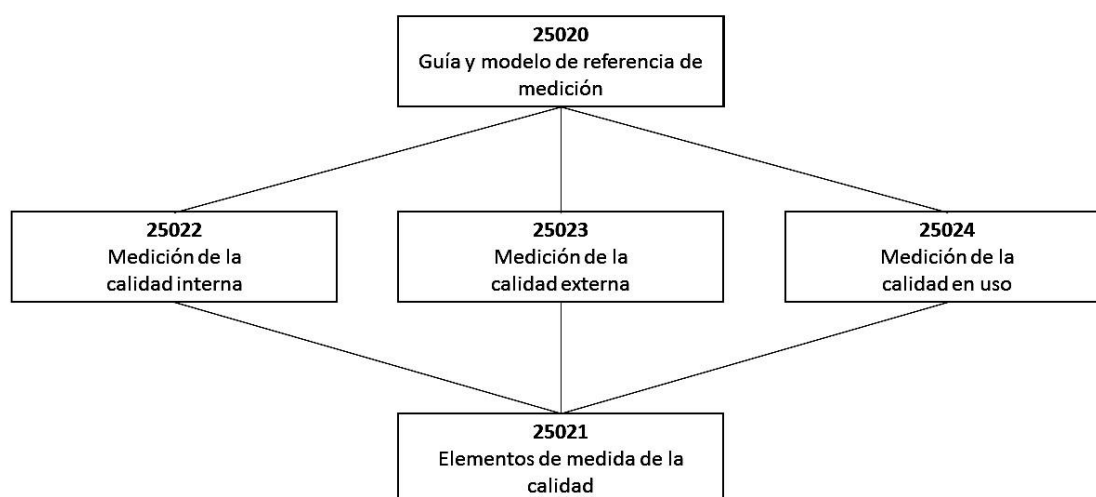 25020
Guía y modelo de referencia de
medición
25022
Medición de la
calidad interna
25023
Medición de la
calidad externa
25024
Medición de la
calidad en uso
25021
Elementos de medida de la
calidad